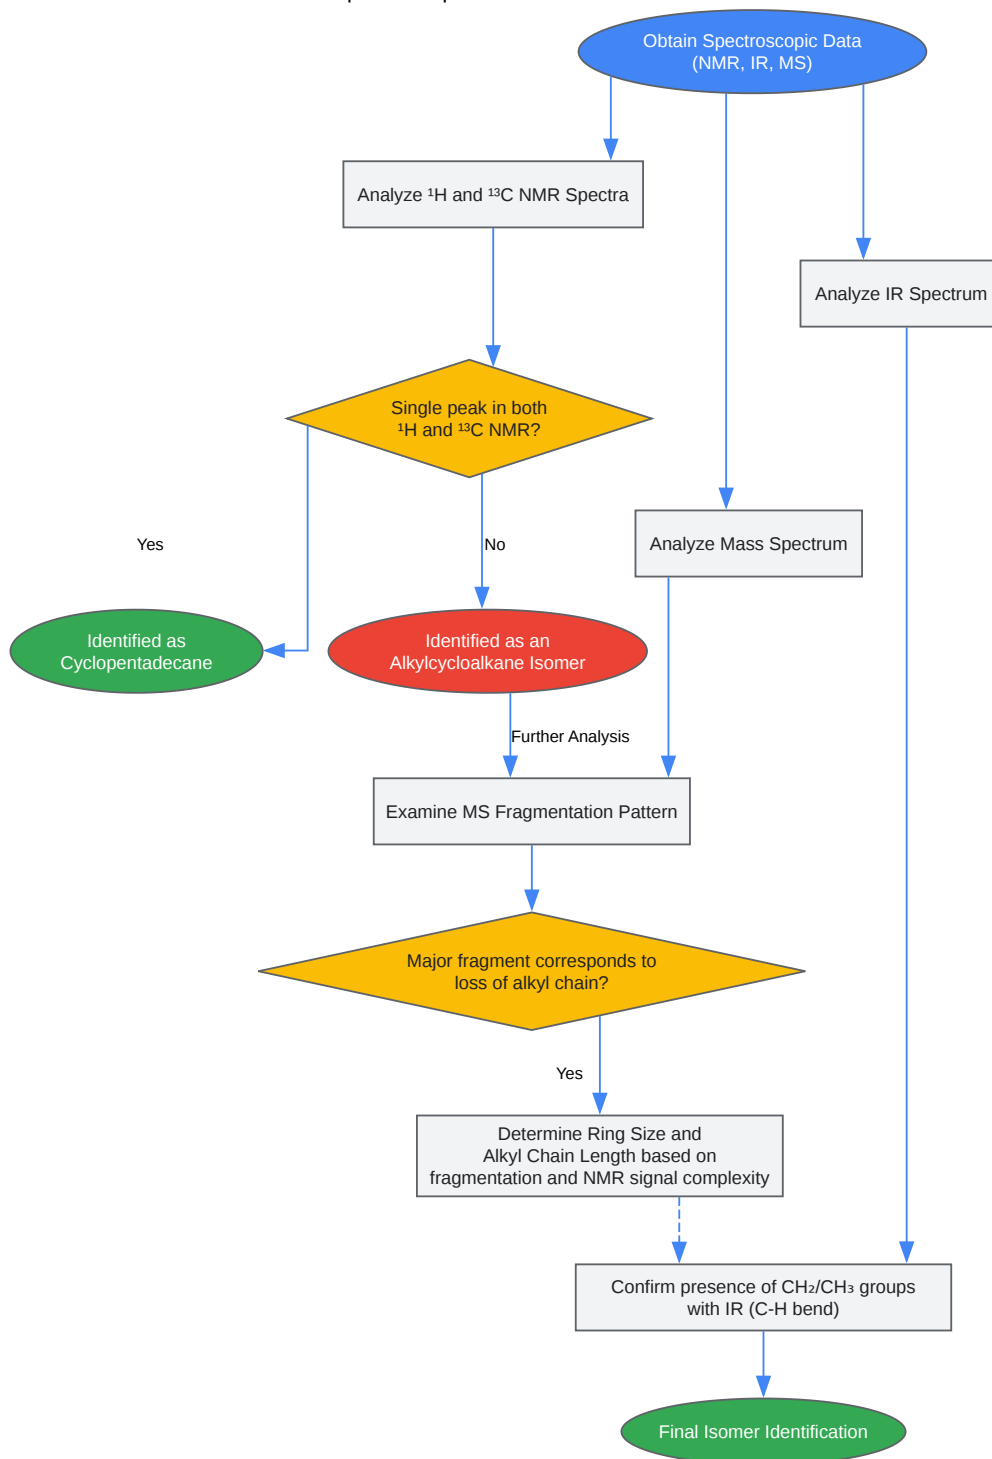 Obtain Spectroscopic Data
(NMR, IR, MS)
Analyze ¹H and ¹³C NMR Spectra
Analyze IR Spectrum
Single peak in both
¹H and ¹³C NMR?
Yes
No
Analyze Mass Spectrum
Identified as
Cyclopentadecane
Identified as an
Alkylcycloalkane Isomer
Further Analysis
Examine MS Fragmentation Pattern
Major fragment corresponds to
loss of alkyl chain?
Yes
Determine Ring Size and
Alkyl Chain Length based on
fragmentation and NMR signal complexity
Confirm presence of CH₂/CH₃ groups
with IR (C-H bend)
Final Isomer Identification